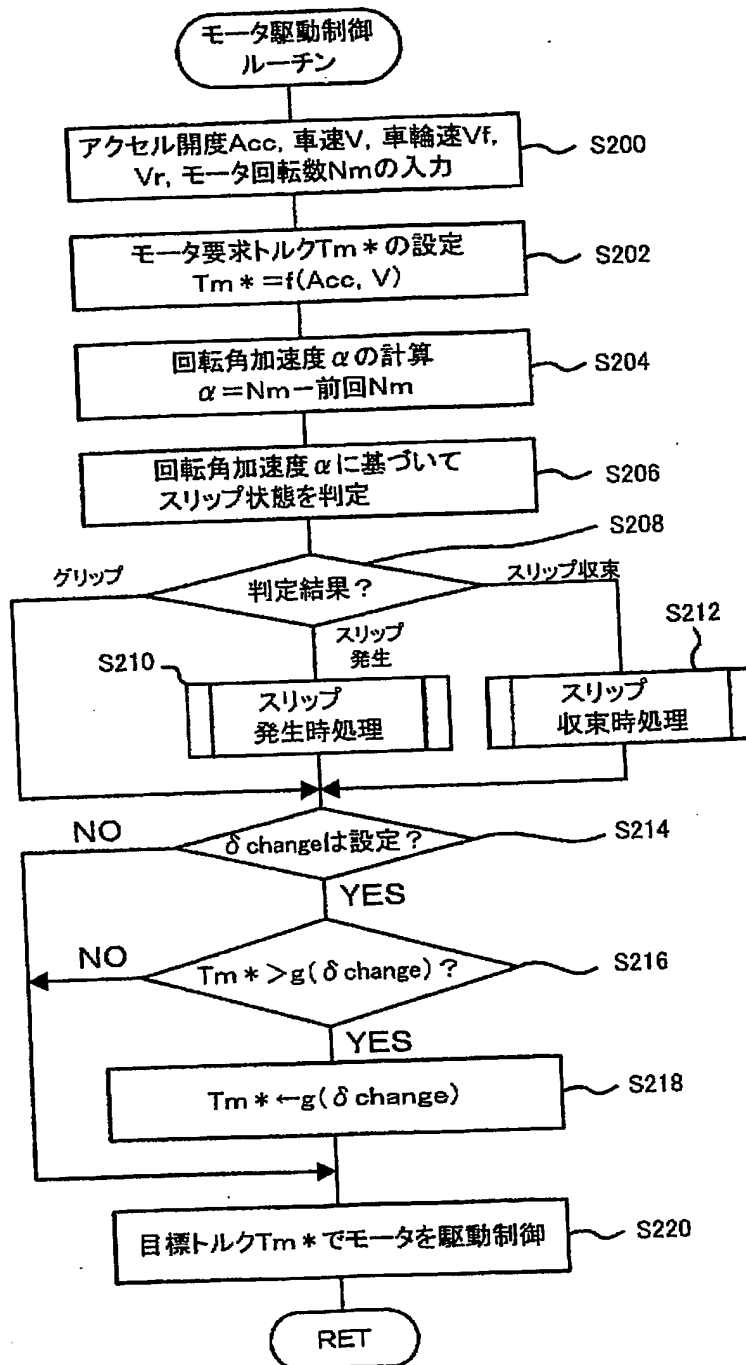 モータ駆動制御
ルーチン
アクセル開度Acc, 車速V, 車輪速Vf,
Vr, モータ回転数Nmの入力
S200
モータ要求トルクTm＊の設定
Tm＊＝f(Acc, V)
S202
回転角加速度αの計算
α＝Nmー前回Nm
S204
回転角加速度αに基づいて
スリップ状態を判定
S206
S208
判定結果？
グリップ
スリップ
発生
スリップ収束
S210
スリップ
発生時処理
S212
スリップ
収束時処理
δchangeは設定？
S214
NO
YES
Tm＊＞g(δchange)？
S216
NO
YES
Tm＊←g(δchange)
S218
目標トルクTm＊でモータを駆動制御
S220
RET